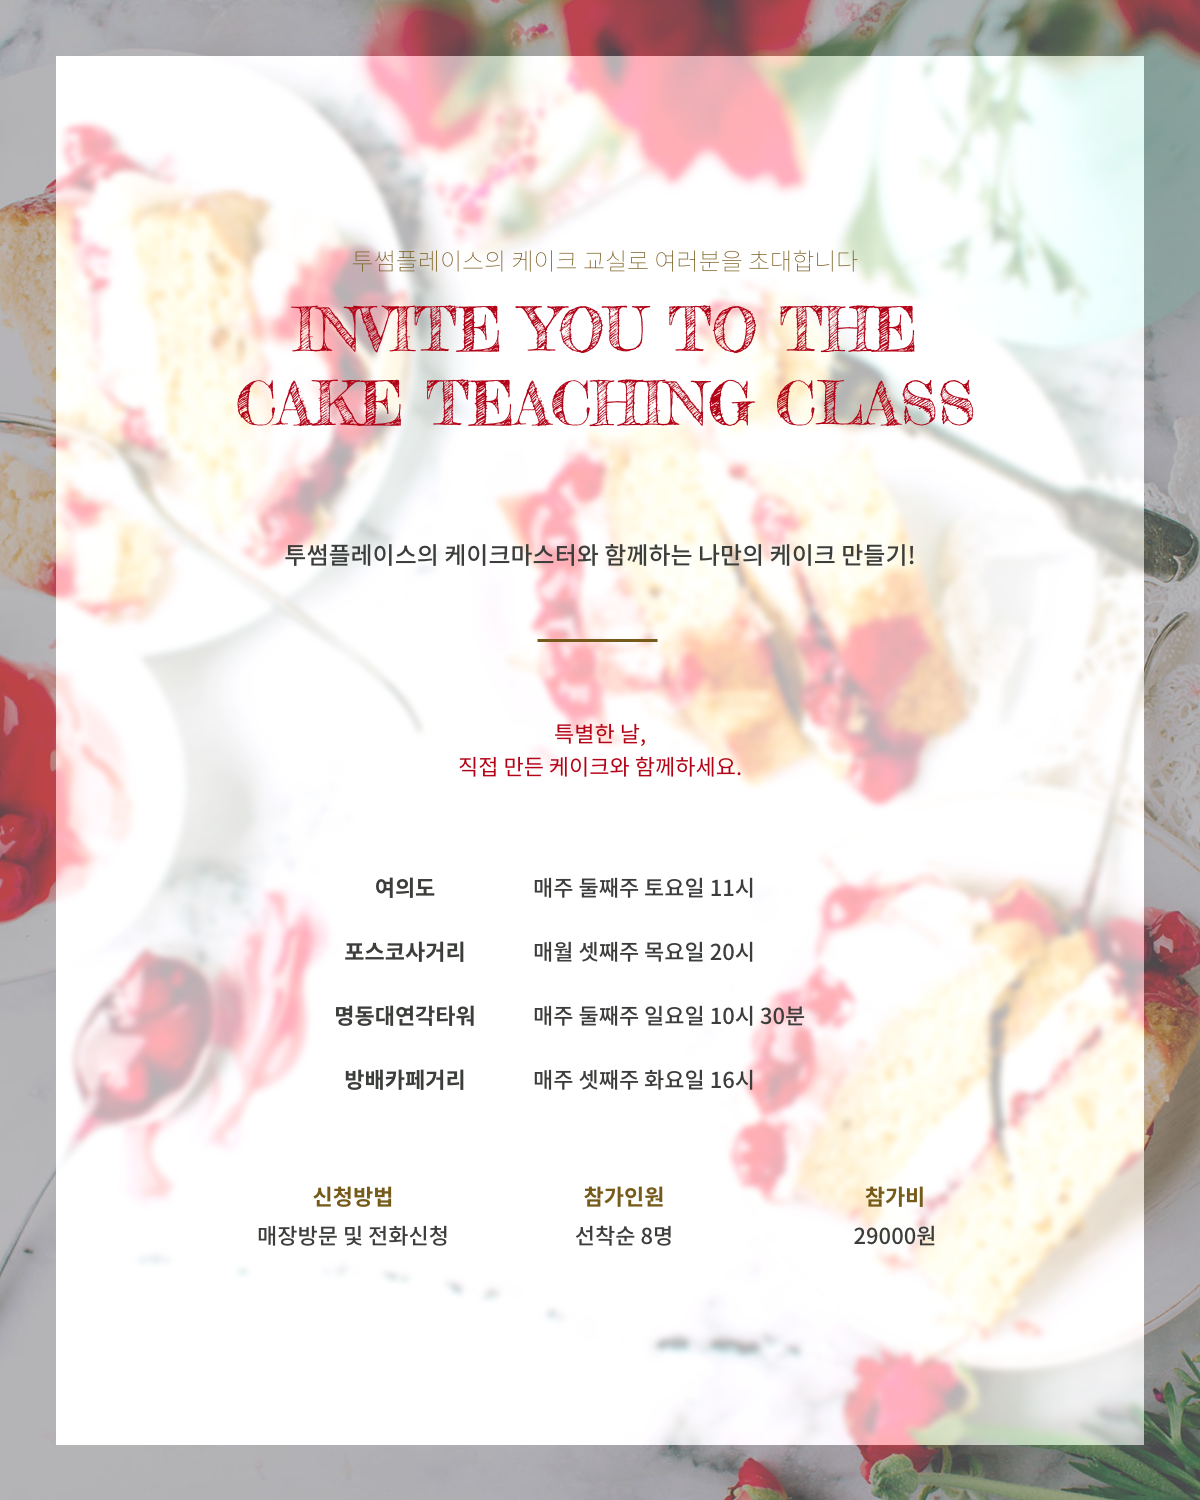 투썸플레이스의 케이크 교실로 여러분을 초대합니다
INVITE YOU TO THE
CAKE TEACHING CLASS
투썸플레이스의 케이크마스터와 함께하는 나만의 케이크 만들기!
특별한 날,
직접 만든 케이크와 함께하세요.
여의도 매주 둘째주 토요일 11시
포스코사거리 매월 셋째주 목요일 20시
명동대연각타워 매주 둘째주 일요일 10시 30분
방배카페거리 매주 셋째주 화요일 16시
신청방법 참가인원 참가비
매장방문 및 전화신청 선착순 8명 29000원